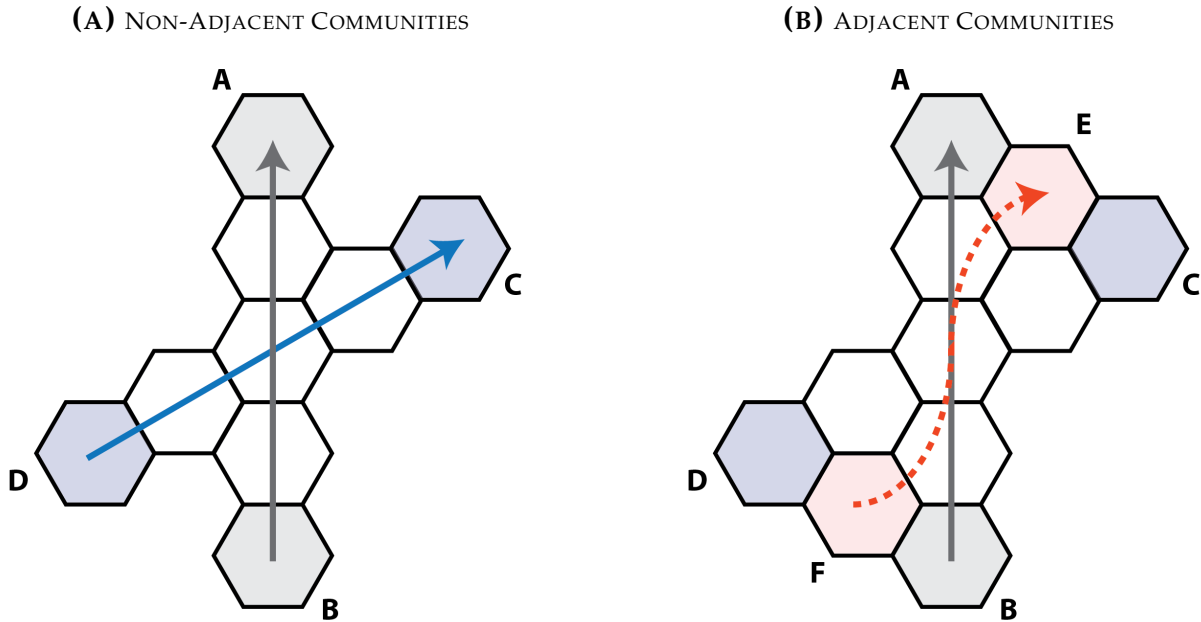 (A) NON-ADJACENT COMMUNITIES
A
C
D
B
(B) ADJACENT COMMUNITIES
A
E
C
D
F
B